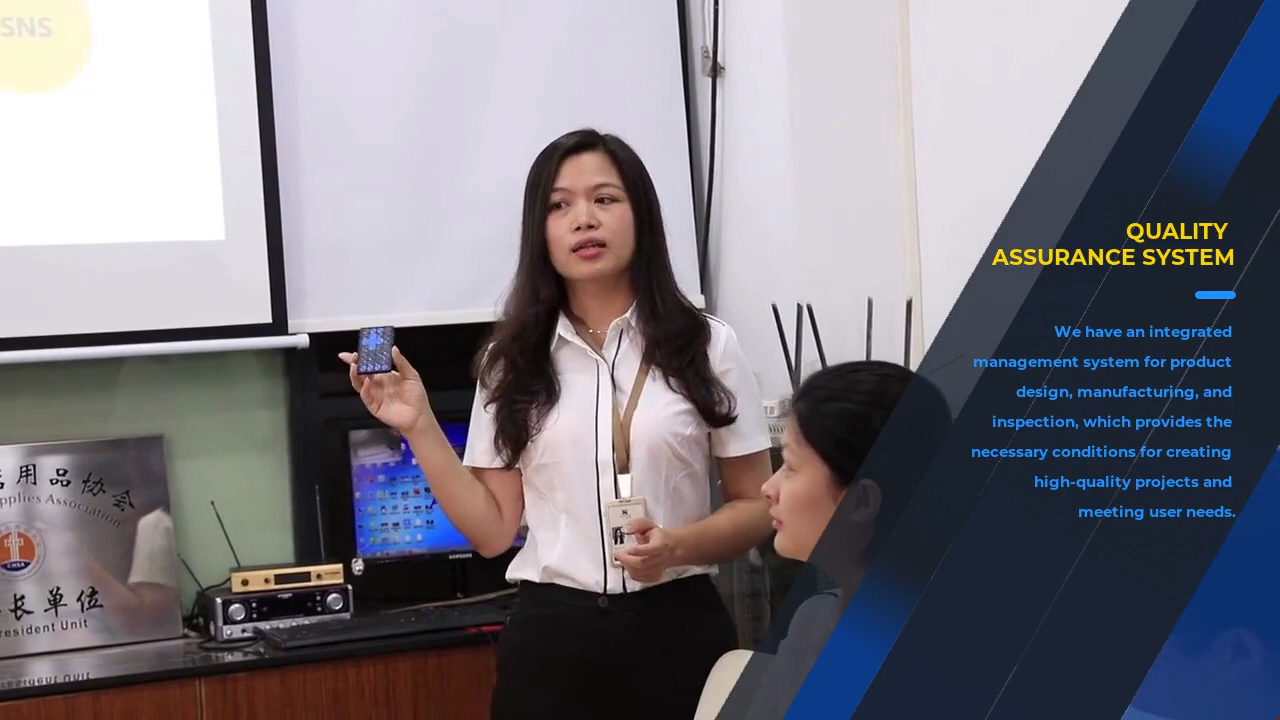 SNS
用品协会
pplies Association
CHSA
长单位
resident Unit
SAMSUNG
QUALITY
ASSURANCE SYSTEM
We have an integrated
management system for product
design, manufacturing, and
inspection, which provides the
necessary conditions for creating
high-quality projects and
meeting user needs.